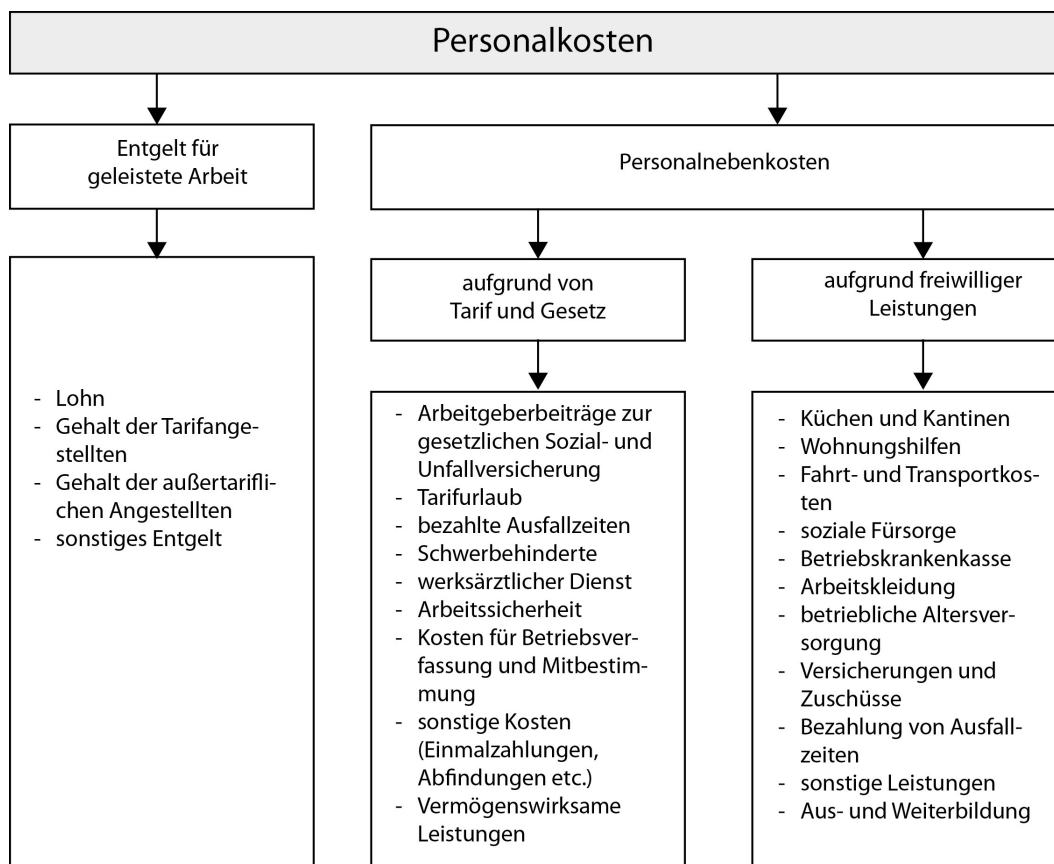 Personalkosten
Entgelt für
geleistete Arbeit
Personalnebenkosten
aufgrund von
Tarif und Gesetz
aufgrund freiwilliger
Leistungen
- Lohn
- Gehalt der Tarifange-
stellten
- Gehalt der außertarifli-
chen Angestellten
- sonstiges Entgelt
- Arbeitgeberbeiträge zur
gesetzlichen Sozial- und
Unfallversicherung
- Tarifurlaub
- bezahlte Ausfallzeiten
- Schwerbehinderte
- werksärztlicher Dienst
- Arbeitssicherheit
- Kosten für Betriebsver-
fassung und Mitbestim-
mung
- sonstige Kosten
(Einmalzahlungen,
Abfindungen etc.)
- Vermögenswirksame
Leistungen
- Küchen und Kantinen
- Wohnungshilfen
- Fahrt- und Transportkos-
ten
- soziale Fürsorge
- Betriebskrankenkasse
- Arbeitskleidung
- betriebliche Altersver-
sorgung
- Versicherungen und
Zuschüsse
- Bezahlung von Ausfall-
zeiten
- sonstige Leistungen
- Aus- und Weiterbildung